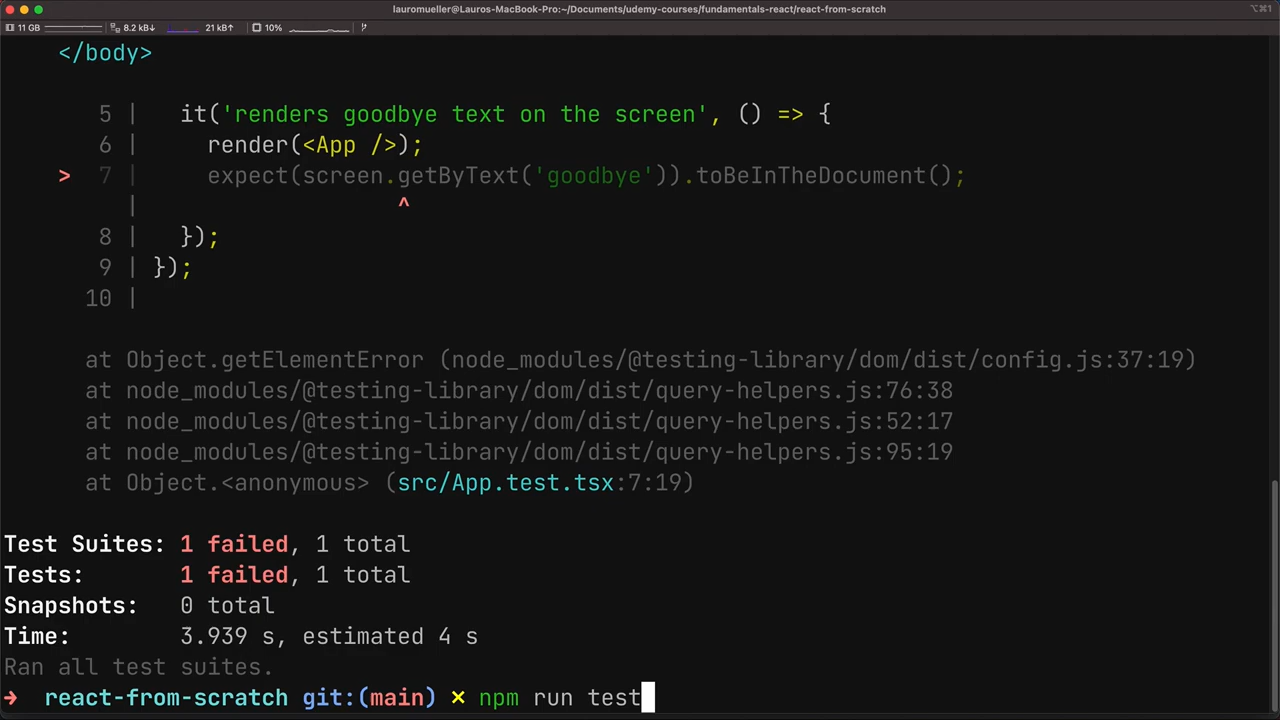 lauromueller@Lauros-MacBook-Pro:~/Documents/udemy-courses/fundamentals-react/react-from-scratch
⌥⌘1
11 GB 8.2 kB↓ 21 kB↑ 10%
</body>
5 | it('renders goodbye text on the screen', () => {
6 | render(<App />);
> 7 | expect(screen.getByText('goodbye')).toBeInTheDocument();
| ^
8 | });
9 | });
10 |
at Object.getElementError (node_modules/@testing-library/dom/dist/config.js:37:19)
at node_modules/@testing-library/dom/dist/query-helpers.js:76:38
at node_modules/@testing-library/dom/dist/query-helpers.js:52:17
at node_modules/@testing-library/dom/dist/query-helpers.js:95:19
at Object.<anonymous> (src/App.test.tsx:7:19)
Test Suites: 1 failed, 1 total
Tests: 1 failed, 1 total
Snapshots: 0 total
Time: 3.939 s, estimated 4 s
Ran all test suites.
→ react-from-scratch git:(main) × npm run test